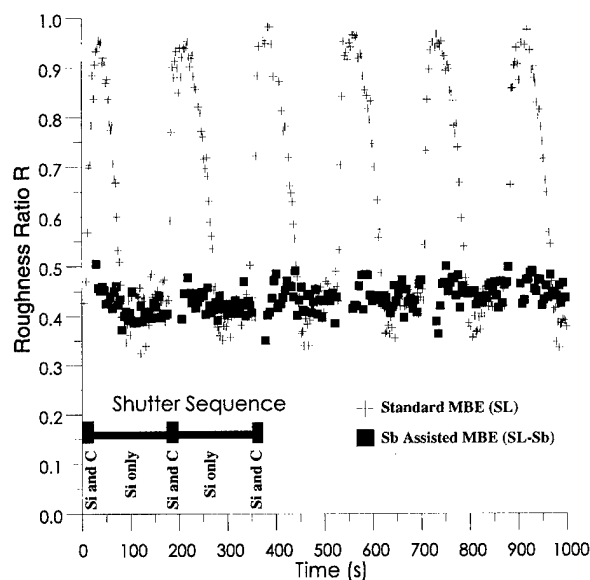 Roughness Ratio R
1.0
0.9
0.8
0.7
0.6
0.5
0.4
0.3
0.2
0.1
0.0
Shutter Sequence
Si and C
Si only
Si and C
Si only
Si and C
Standard MBE (SL)
Sb Assisted MBE (SL-Sb)
0 100 200 300 400 500 600 700 800 900 1000
Time (s)